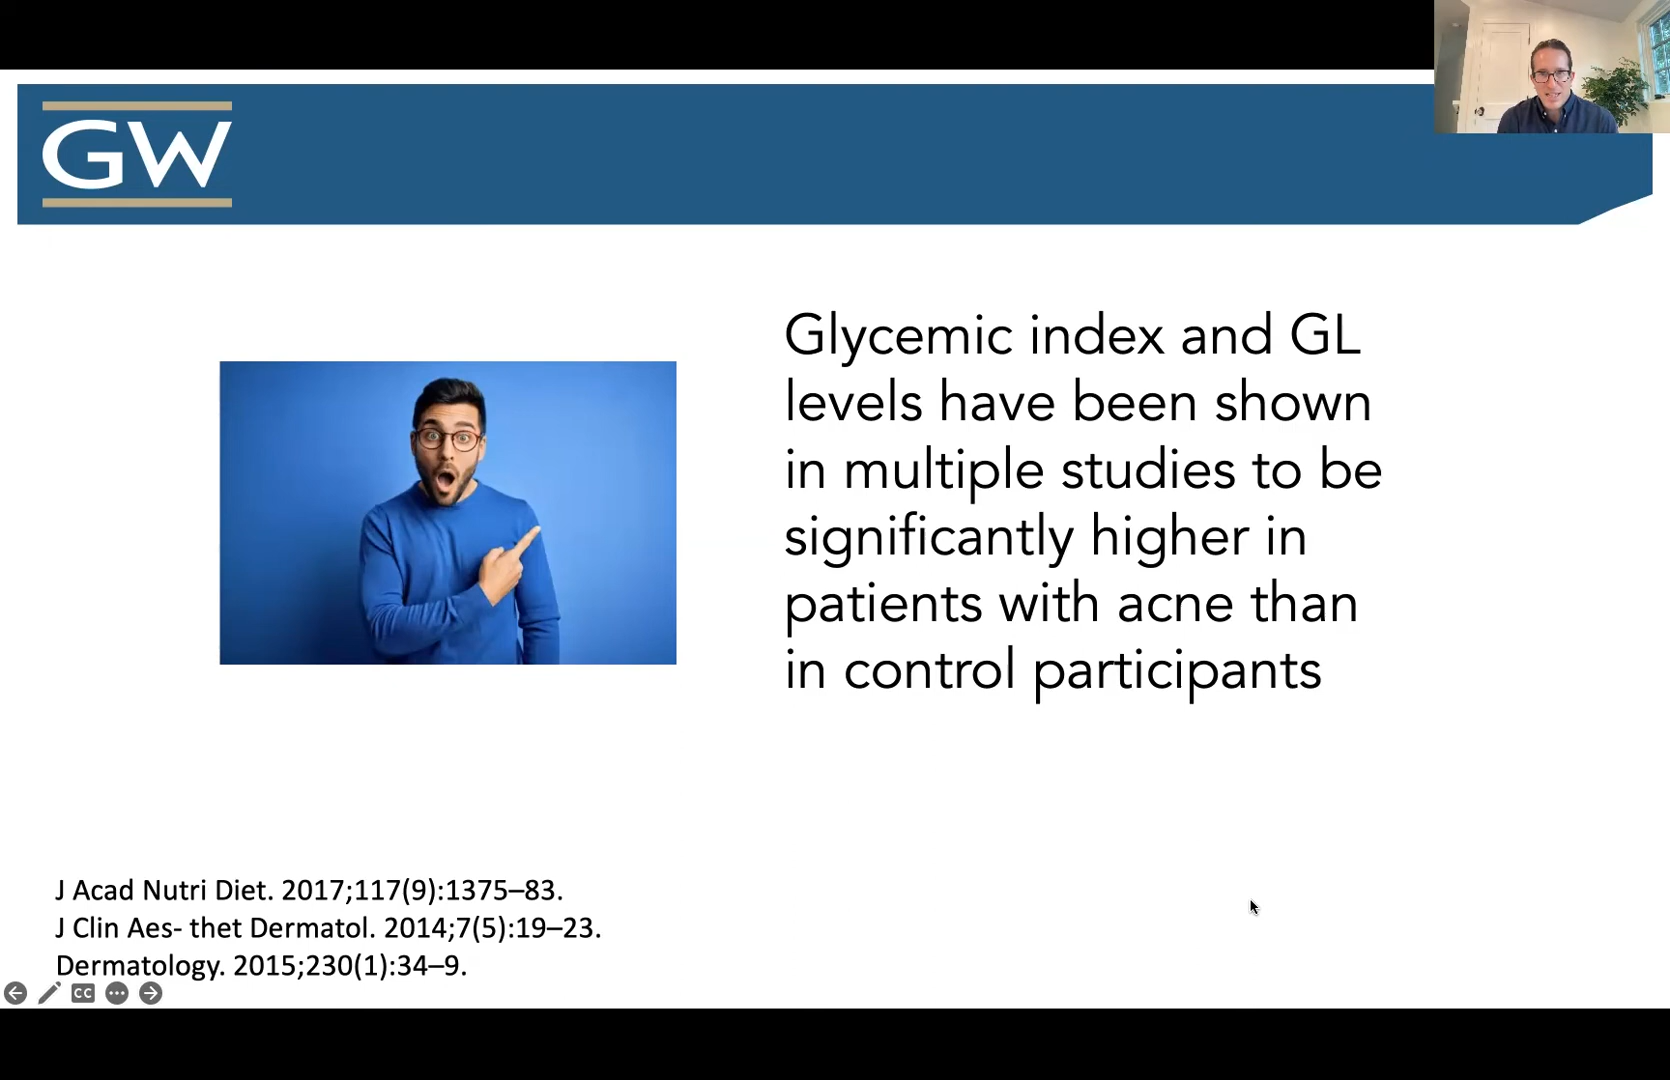 GW
Glycemic index and GL
levels have been shown
in multiple studies to be
significantly higher in
patients with acne than
in control participants
J Acad Nutri Diet. 2017;117(9):1375–83.
J Clin Aes- thet Dermatol. 2014;7(5):19–23.
Dermatology. 2015;230(1):34–9.
CC